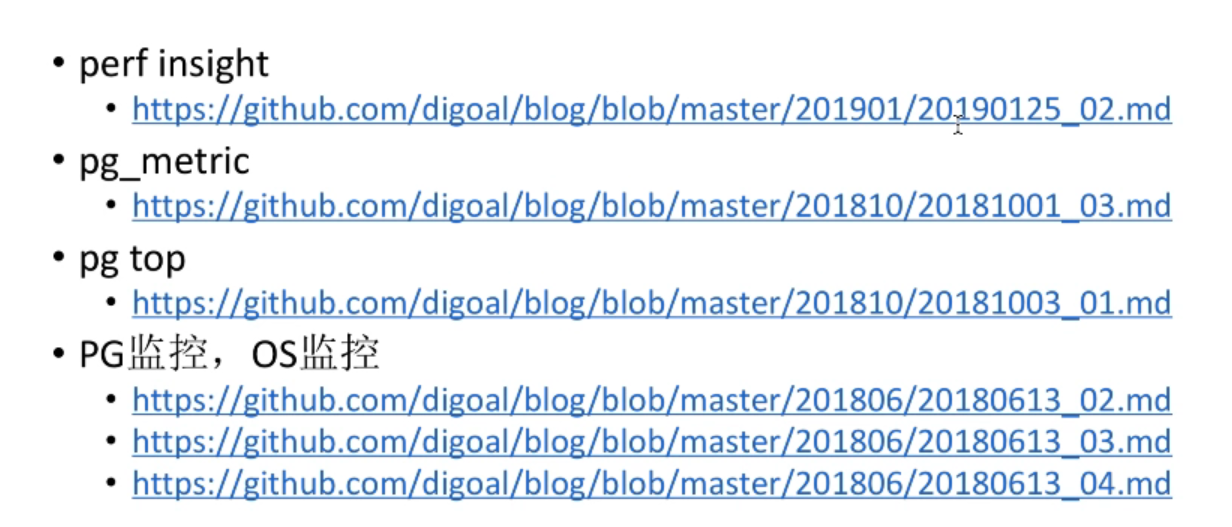 • perf insight
• https://github.com/digoal/blog/blob/master/201901/20190125_02.md
• pg_metric
• https://github.com/digoal/blog/blob/master/201810/20181001_03.md
• pg top
• https://github.com/digoal/blog/blob/master/201810/20181003_01.md
• PG监控，OS监控
• https://github.com/digoal/blog/blob/master/201806/20180613_02.md
• https://github.com/digoal/blog/blob/master/201806/20180613_03.md
• https://github.com/digoal/blog/blob/master/201806/20180613_04.md